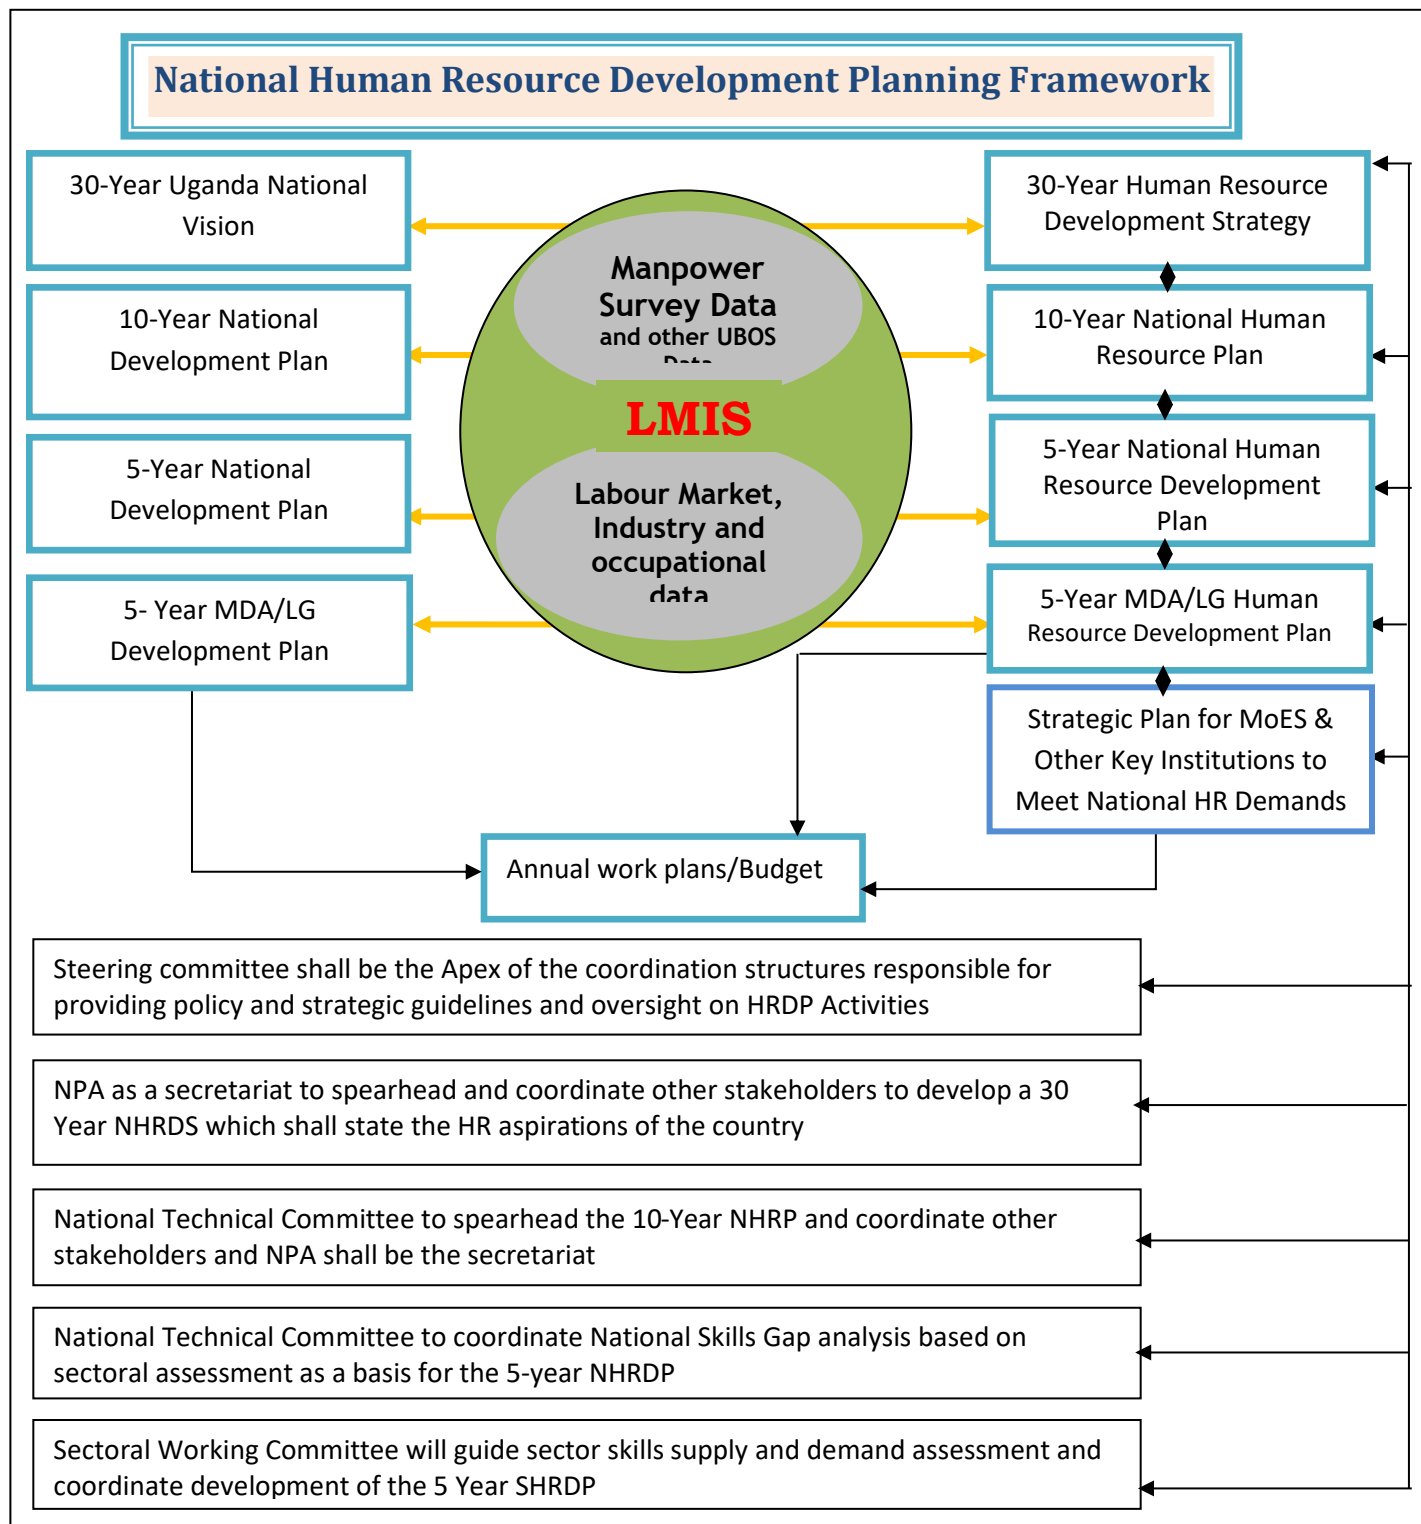 National Human Resource Development Planning Framework
30-Year Uganda National
Vision
10-Year National
Development Plan
5-Year National
Development Plan
5- Year MDA/LG
Development Plan
Manpower
Survey Data
and other UBOS
Data
LMIS
Labour Market,
Industry and
occupational
data
30-Year Human Resource
Development Strategy
10-Year National Human
Resource Plan
5-Year National Human
Resource Development
Plan
5-Year MDA/LG Human
Resource Development Plan
Strategic Plan for MoES &
Other Key Institutions to
Meet National HR Demands
Annual work plans/Budget
Steering committee shall be the Apex of the coordination structures responsible for
providing policy and strategic guidelines and oversight on HRDP Activities
NPA as a secretariat to spearhead and coordinate other stakeholders to develop a 30
Year NHRDS which shall state the HR aspirations of the country
National Technical Committee to spearhead the 10-Year NHRP and coordinate other
stakeholders and NPA shall be the secretariat
National Technical Committee to coordinate National Skills Gap analysis based on
sectoral assessment as a basis for the 5-year NHRDP
Sectoral Working Committee will guide sector skills supply and demand assessment and
coordinate development of the 5 Year SHRDP